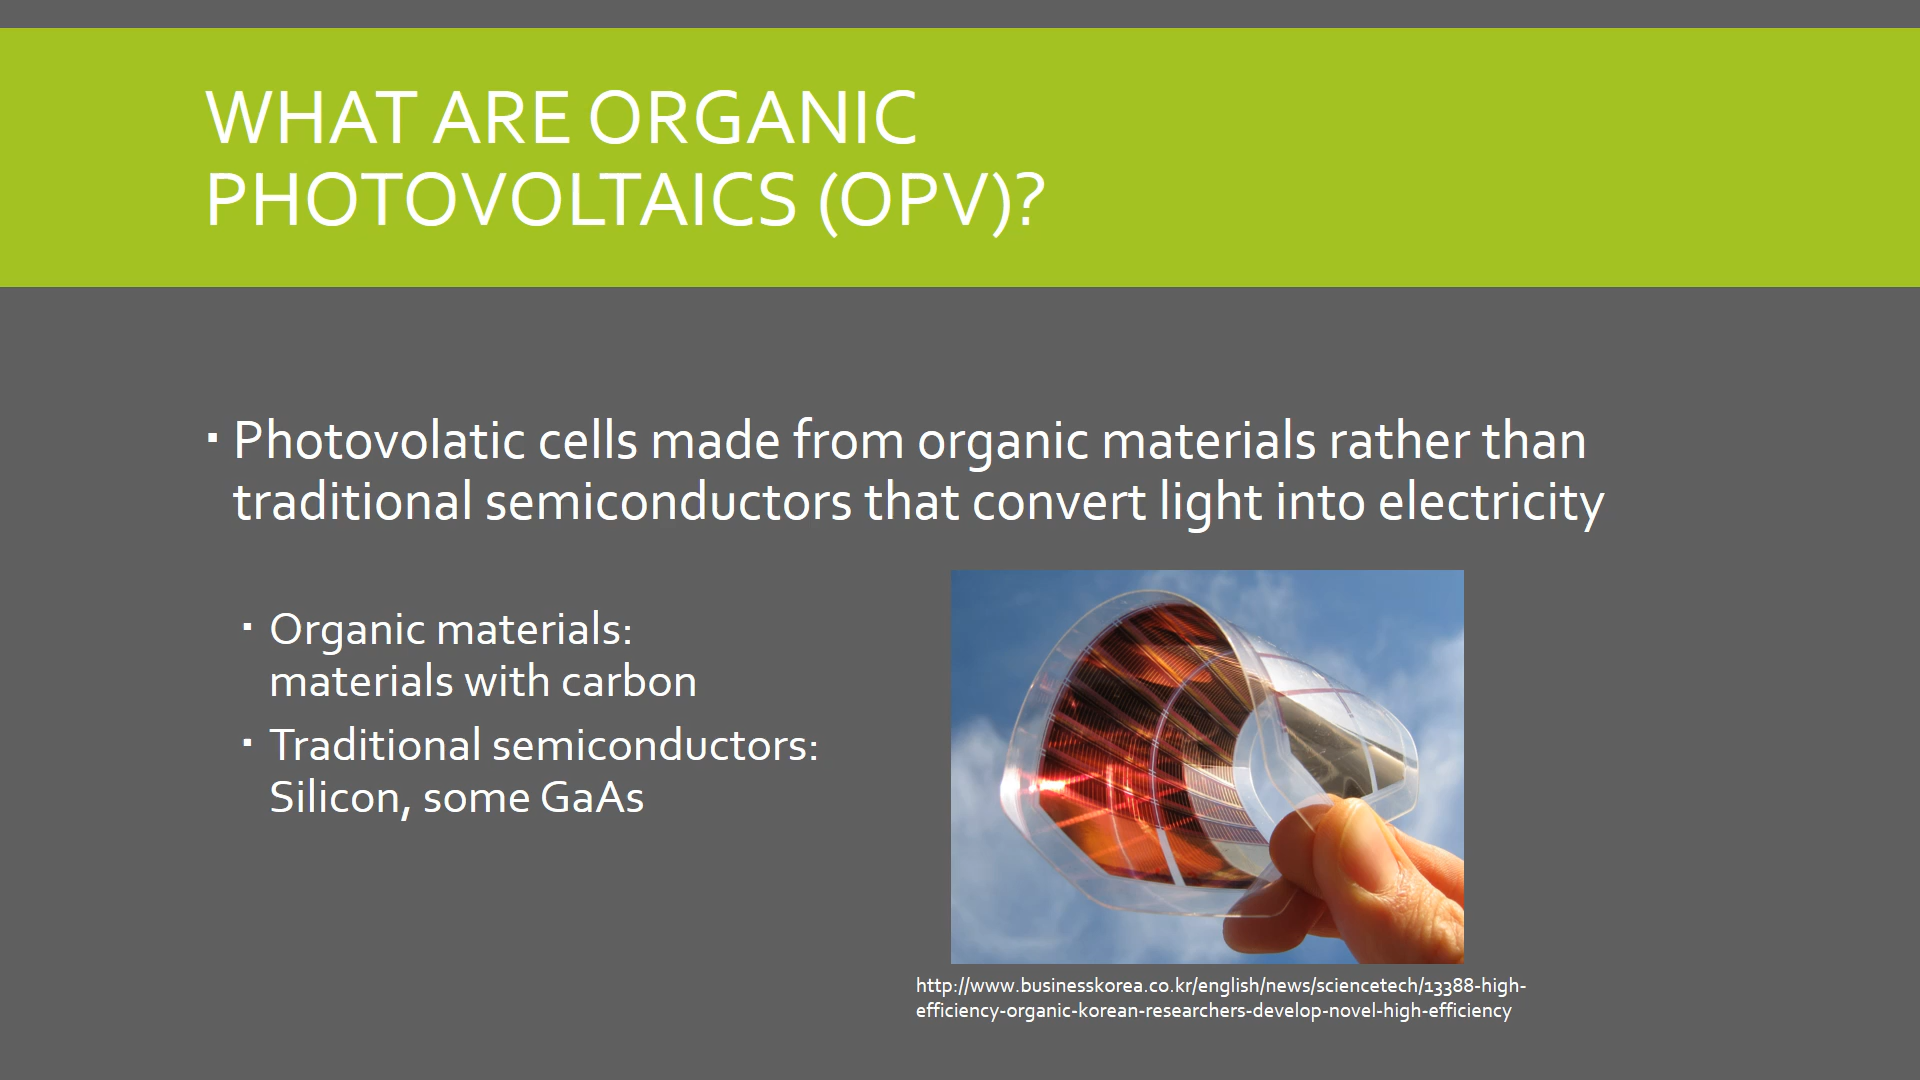 WHAT ARE ORGANIC
PHOTOVOLTAICS (OPV)?
▪ Photovolatic cells made from organic materials rather than
traditional semiconductors that convert light into electricity
▪ Organic materials:
materials with carbon
▪ Traditional semiconductors:
Silicon, some GaAs
http://www.businesskorea.co.kr/english/news/sciencetech/13388-high-
efficiency-organic-korean-researchers-develop-novel-high-efficiency